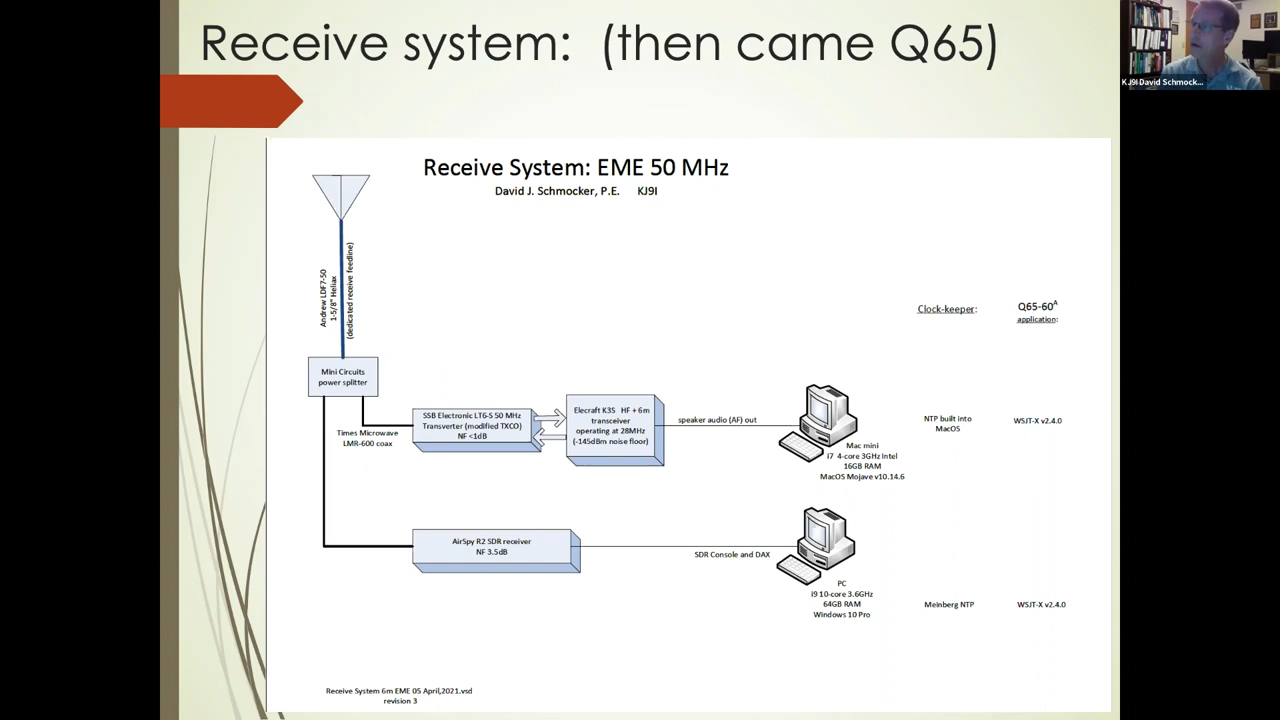 Receive system:  (then came Q65)
KJ9I David Schmock...
Receive System: EME 50 MHz
David J. Schmocker, P.E.    KJ9I
Andrew LDF7-50
1-5/8" Heliax
(dedicated receive feedline)
Clock-keeper:
Q65-60A
application:
Mini Circuits
power splitter
Times Microwave
LMR-600 coax
SSB Electronic LT6-S 50 MHz
Transverter (modified TXCO)
NF <1dB
Elecraft K3S  HF + 6m
transceiver
operating at 28MHz
(-145dBm noise floor)
speaker audio (AF) out
Mac mini
i7  4-core 3GHz Intel
16GB RAM
MacOS Mojave v10.14.6
NTP built into
MacOS
WSJT-X v2.4.0
AirSpy R2 SDR receiver
NF 3.5dB
SDR Console and DAX
PC
i9 10-core 3.6GHz
64GB RAM
Windows 10 Pro
Meinberg NTP
WSJT-X v2.4.0
Receive System 6m EME 05 April,2021.vsd
revision 3